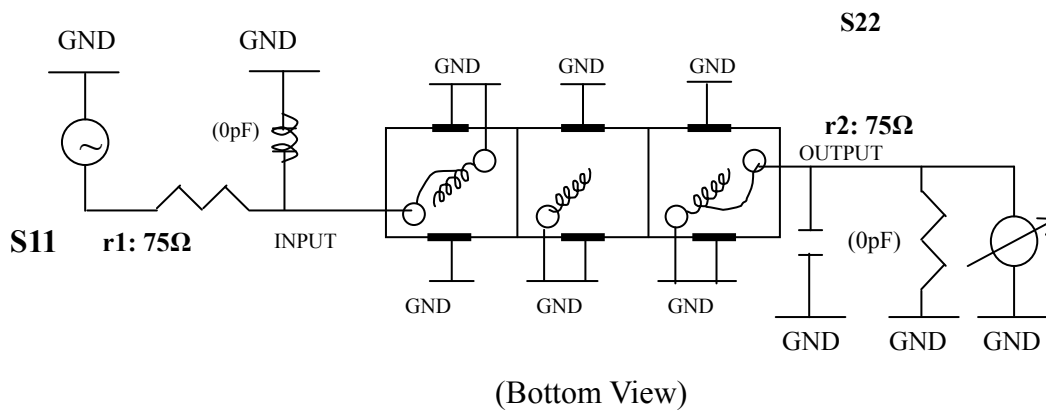 S22
GND
GND
GND
GND
GND
(0pF)
r2: 75Ω
OUTPUT
S11
r1: 75Ω
INPUT
(0pF)
GND
GND
GND
GND
GND
GND
(Bottom View)